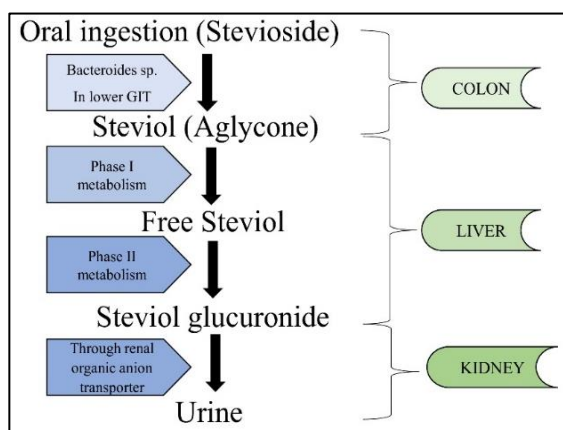 Oral ingestion (Stevioside)
Bacteroides sp.
In lower GIT
COLON
Steviol (Aglycone)
Phase I
metabolism
Free Steviol
LIVER
Phase II
metabolism
Steviol glucuronide
Through renal
organic anion
transporter
KIDNEY
Urine